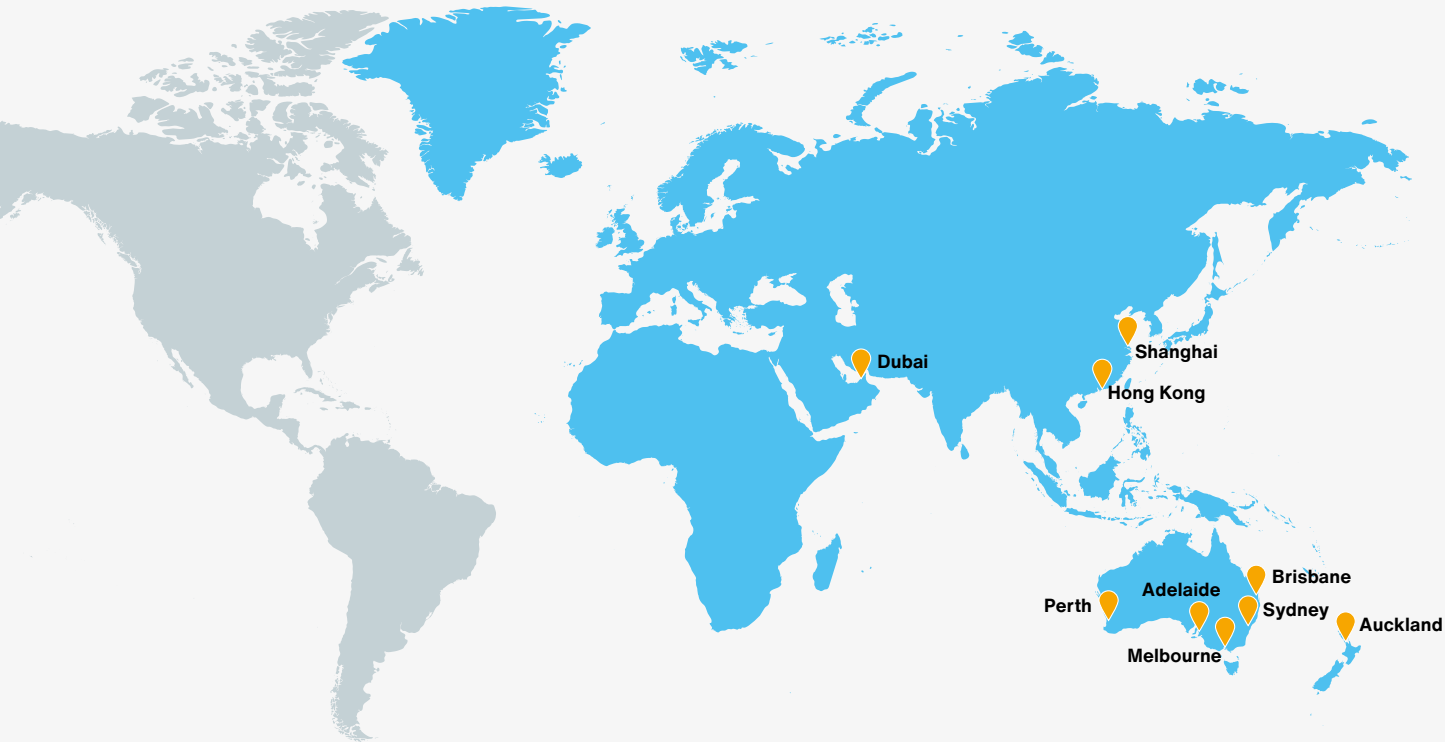 Shanghai
Dubai
Hong Kong
Brisbane
Adelaide
Perth
Sydney
Auckland
Melbourne